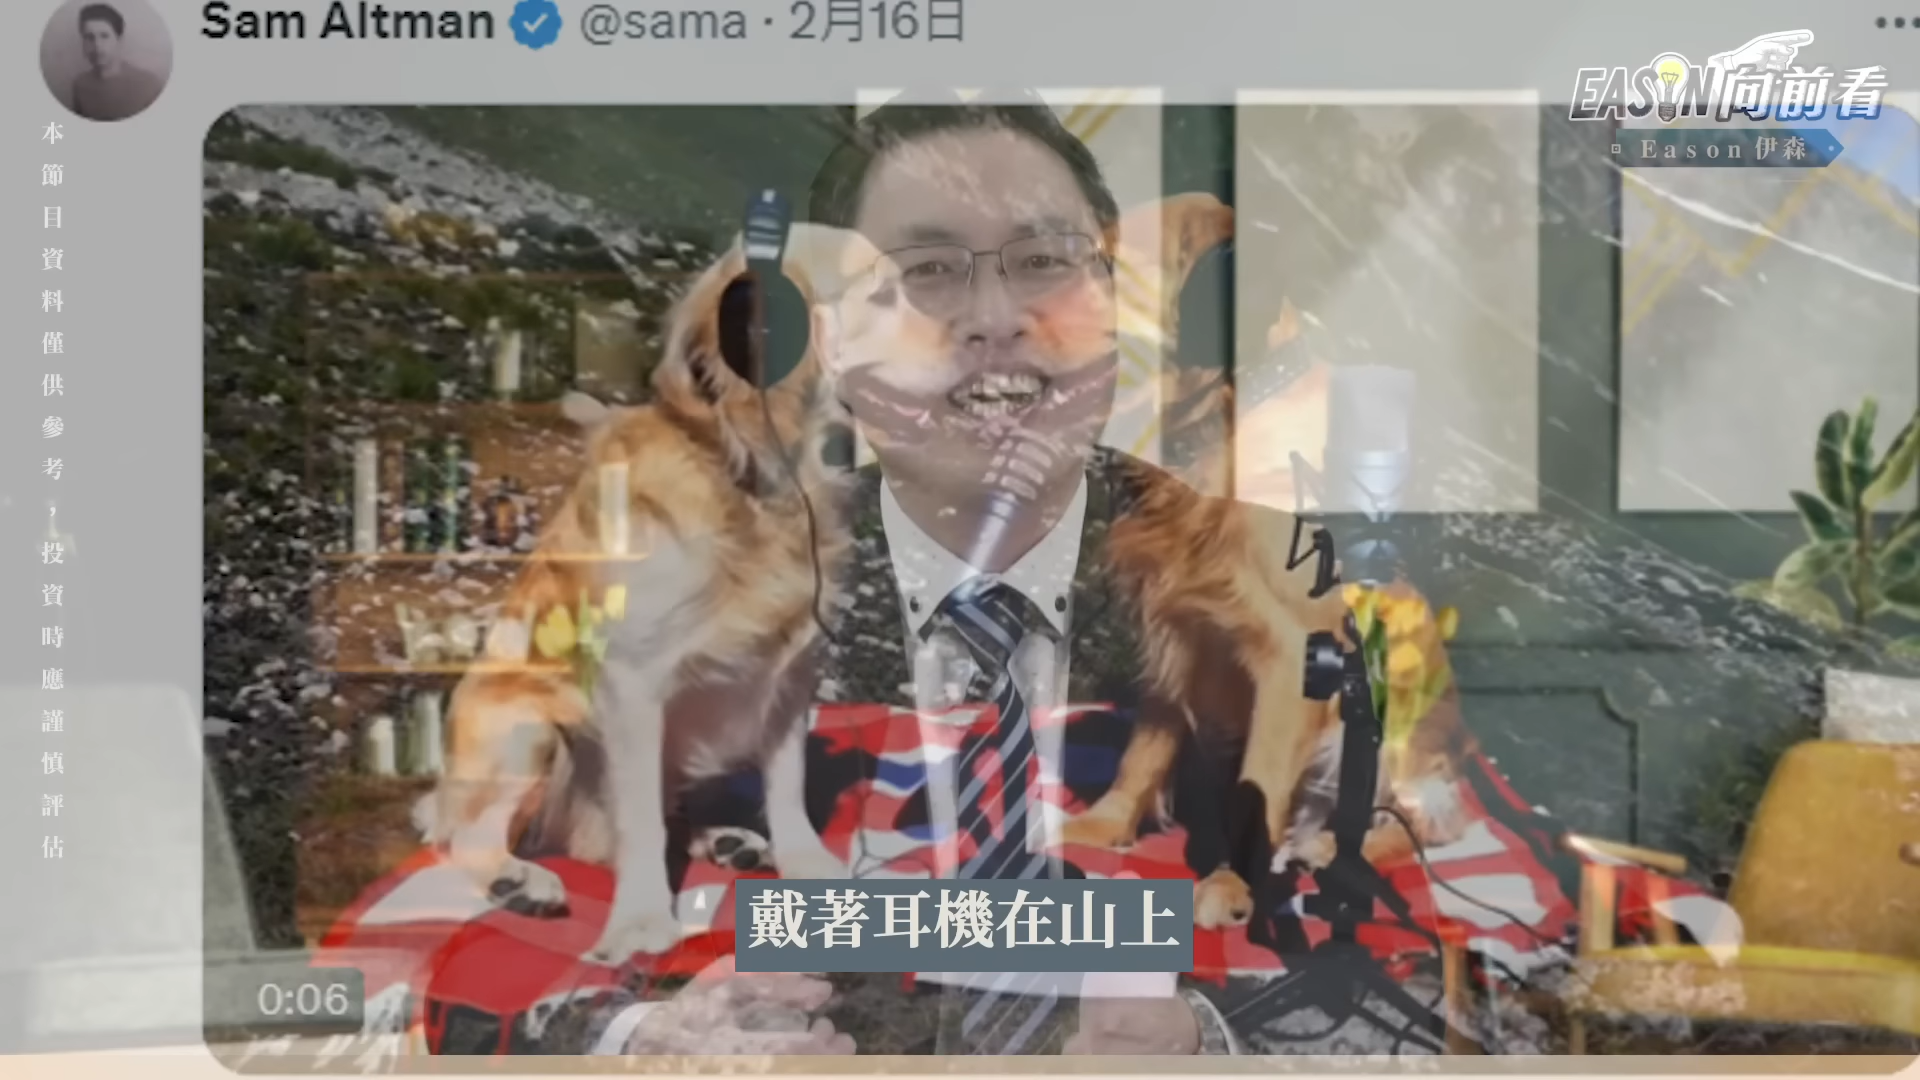 Sam Altman @sama · 2月16日
EASON向前看
Eason 伊森
本節目資料僅供參考，投資時應謹慎評估
戴著耳機在山上
0:06